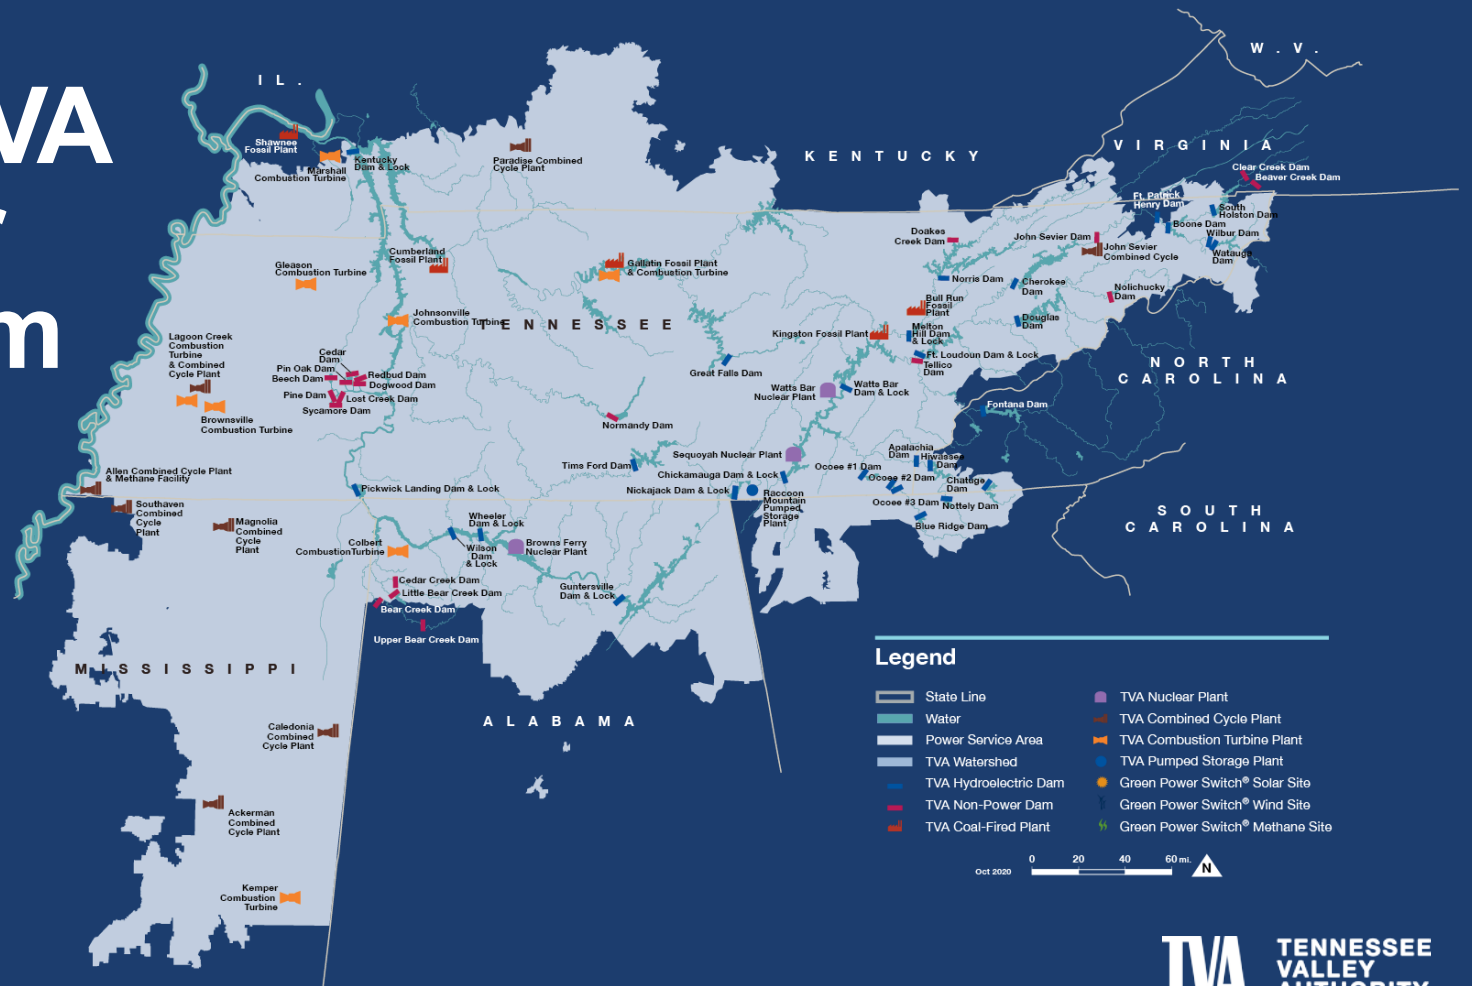 VA
m
IL.
W.V.
KENTUCKY
VIRGINIA
TENNESSEE
NORTH
CAROLINA
SOUTH
CAROLINA
MISSISSIPPI
ALABAMA
Shawnee
Fossil Plant
Marshall
Combustion Turbine
Kentucky
Dam & Lock
Paradise Combined
Cycle Plant
Clear Creek Dam
Beaver Creek Dam
Ft. Patrick
Henry Dam
South
Holston Dam
Boone Dam
Wilbur Dam
Watauga
Dam
Doakes
Creek Dam
John Sevier Dam
John Sevier
Combined Cycle
Cumberland
Fossil Plant
Gleason
Combustion Turbine
Gallatin Fossil Plant
& Combustion Turbine
Norris Dam
Cherokee
Dam
Nolichucky
Dam
Bull Run
Fossil
Plant
Johnsonville
Combustion Turbine
Douglas
Dam
Kingston Fossil Plant
Melton
Hill Dam
& Lock
Lagoon Creek
Combustion
Turbine
& Combined
Cycle Plant
Cedar
Dam
Pin Oak Dam
Beech Dam
Redbud Dam
Dogwood Dam
Pine Dam
Lost Creek Dam
Sycamore Dam
Great Falls Dam
Ft. Loudoun Dam & Lock
Tellico
Dam
Watts Bar
Nuclear Plant
Watts Bar
Dam & Lock
Fontana Dam
Brownsville
Combustion Turbine
Normandy Dam
Sequoyah Nuclear Plant
Apalachia
Dam
Hiwassee
Dam
Tims Ford Dam
Chickamauga Dam & Lock
Ocoee #1 Dam
Ocoee #2 Dam
Chatuge
Dam
Allen Combined Cycle Plant
& Methane Facility
Pickwick Landing Dam & Lock
Nickajack Dam & Lock
Raccoon
Mountain
Pumped
Storage
Plant
Ocoee #3 Dam
Nottely Dam
Blue Ridge Dam
Southaven
Combined
Cycle
Plant
Magnolia
Combined
Cycle
Plant
Wheeler
Dam & Lock
Colbert
CombustionTurbine
Wilson
Dam
& Lock
Browns Ferry
Nuclear Plant
Cedar Creek Dam
Little Bear Creek Dam
Bear Creek Dam
Upper Bear Creek Dam
Guntersville
Dam & Lock
Caledonia
Combined
Cycle Plant
Ackerman
Combined
Cycle Plant
Kemper
Combustion
Turbine
Legend
State Line
Water
Power Service Area
TVA Watershed
TVA Hydroelectric Dam
TVA Non-Power Dam
TVA Coal-Fired Plant
TVA Nuclear Plant
TVA Combined Cycle Plant
TVA Combustion Turbine Plant
TVA Pumped Storage Plant
Green Power Switch® Solar Site
Green Power Switch® Wind Site
Green Power Switch® Methane Site
Oct 2020
0 20 40 60 mi.
N
TVA
TENNESSEE
VALLEY
AUTHORITY